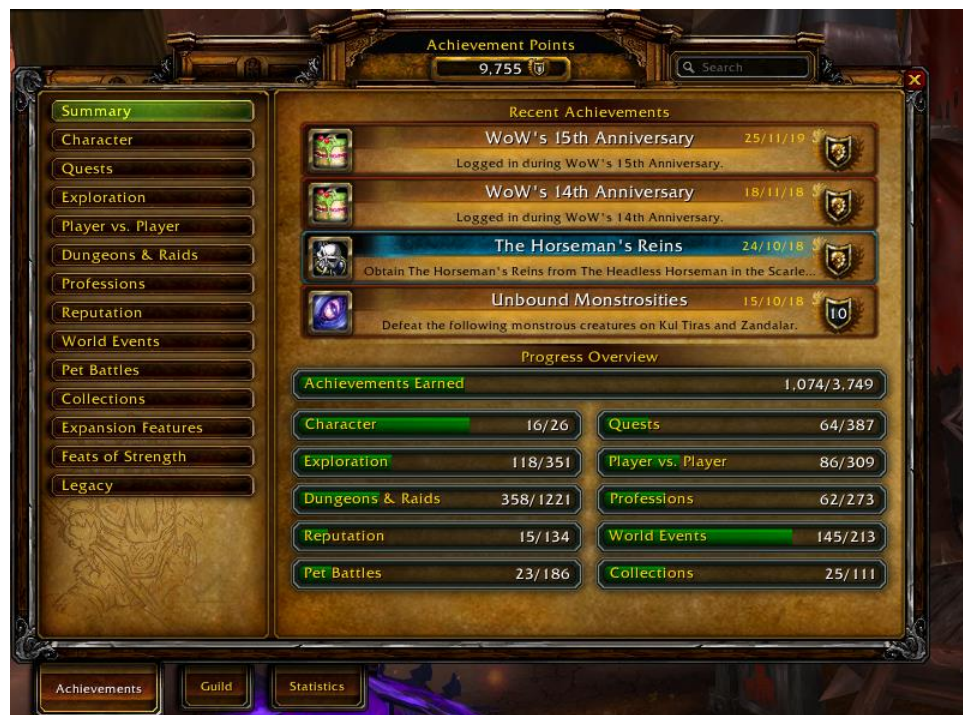 Achievement Points
9,755
Search
Summary
Character
Quests
Exploration
Player vs. Player
Dungeons & Raids
Professions
Reputation
World Events
Pet Battles
Collections
Expansion Features
Feats of Strength
Legacy
Recent Achievements
WoW's 15th Anniversary 25/11/19
Logged in during WoW's 15th Anniversary.
WoW's 14th Anniversary 18/11/18
Logged in during WoW's 14th Anniversary.
The Horseman's Reins 24/10/18
Obtain The Horseman's Reins from The Headless Horseman in the Scarle...
Unbound Monstrosities 15/10/18 10
Defeat the following monstrous creatures on Kul Tiras and Zandalar.
Progress Overview
Achievements Earned 1,074/3,749
Character 16/26 Quests 64/387
Exploration 118/351 Player vs. Player 86/309
Dungeons & Raids 358/1221 Professions 62/273
Reputation 15/134 World Events 145/213
Pet Battles 23/186 Collections 25/111
Achievements Guild Statistics